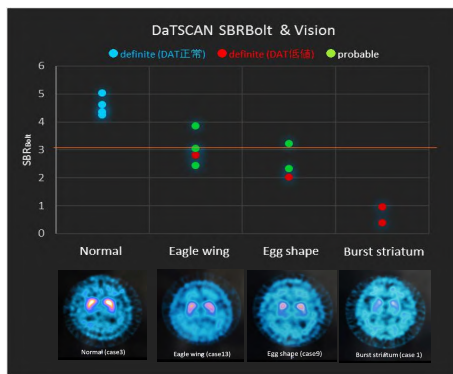 DaTSCAN SBRBolt & Vision
definite (DAT正常) definite (DAT低値) probable
6
5
4
3
2
1
0
SBRBolt
Normal Eagle wing Egg shape Burst striatum
Normal (case3) Eagle wing (case13) Egg shape (case9) Burst striatum (case 1)